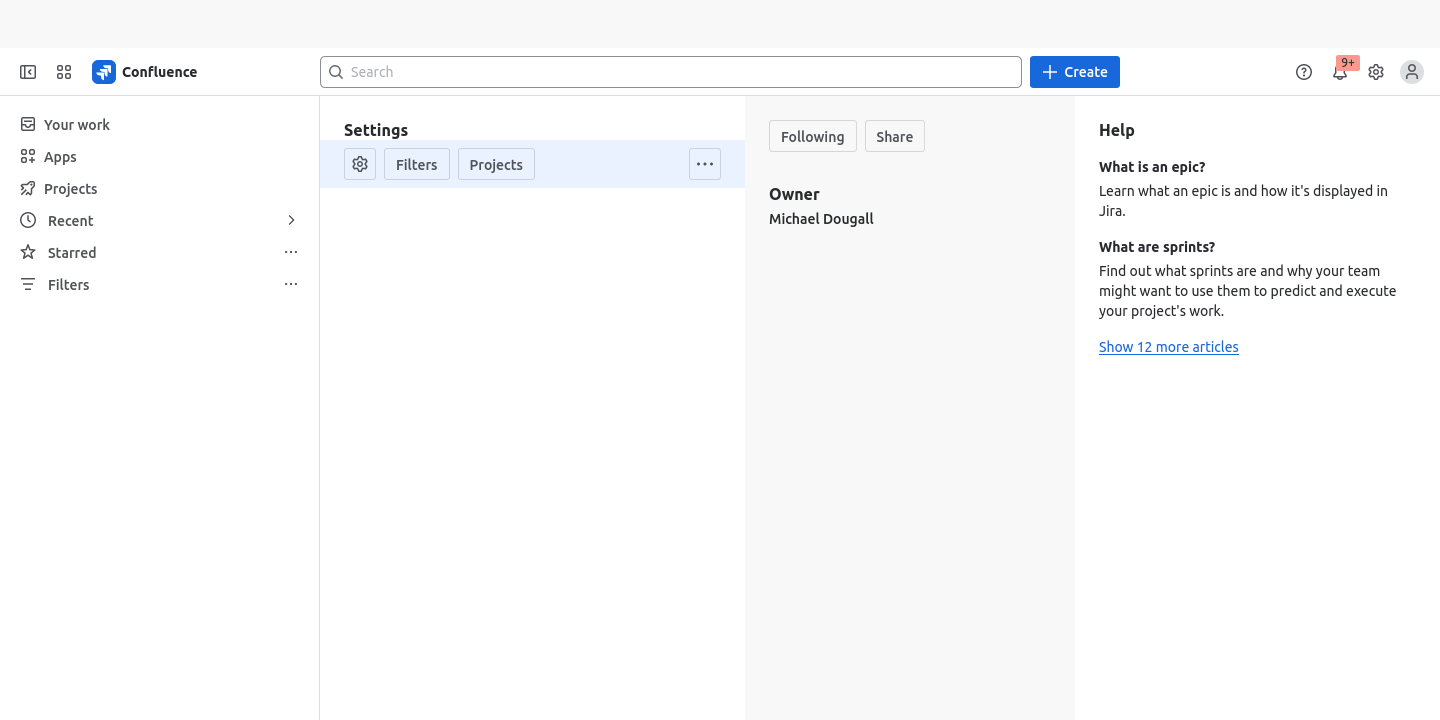 Confluence
Search
Create
9+
Your work
Apps
Projects
Recent
Starred
Filters
Settings
Filters
Projects
Following
Share
Owner
Michael Dougall
Help
What is an epic?
Learn what an epic is and how it's displayed in
Jira.
What are sprints?
Find out what sprints are and why your team
might want to use them to predict and execute
your project's work.
Show 12 more articles